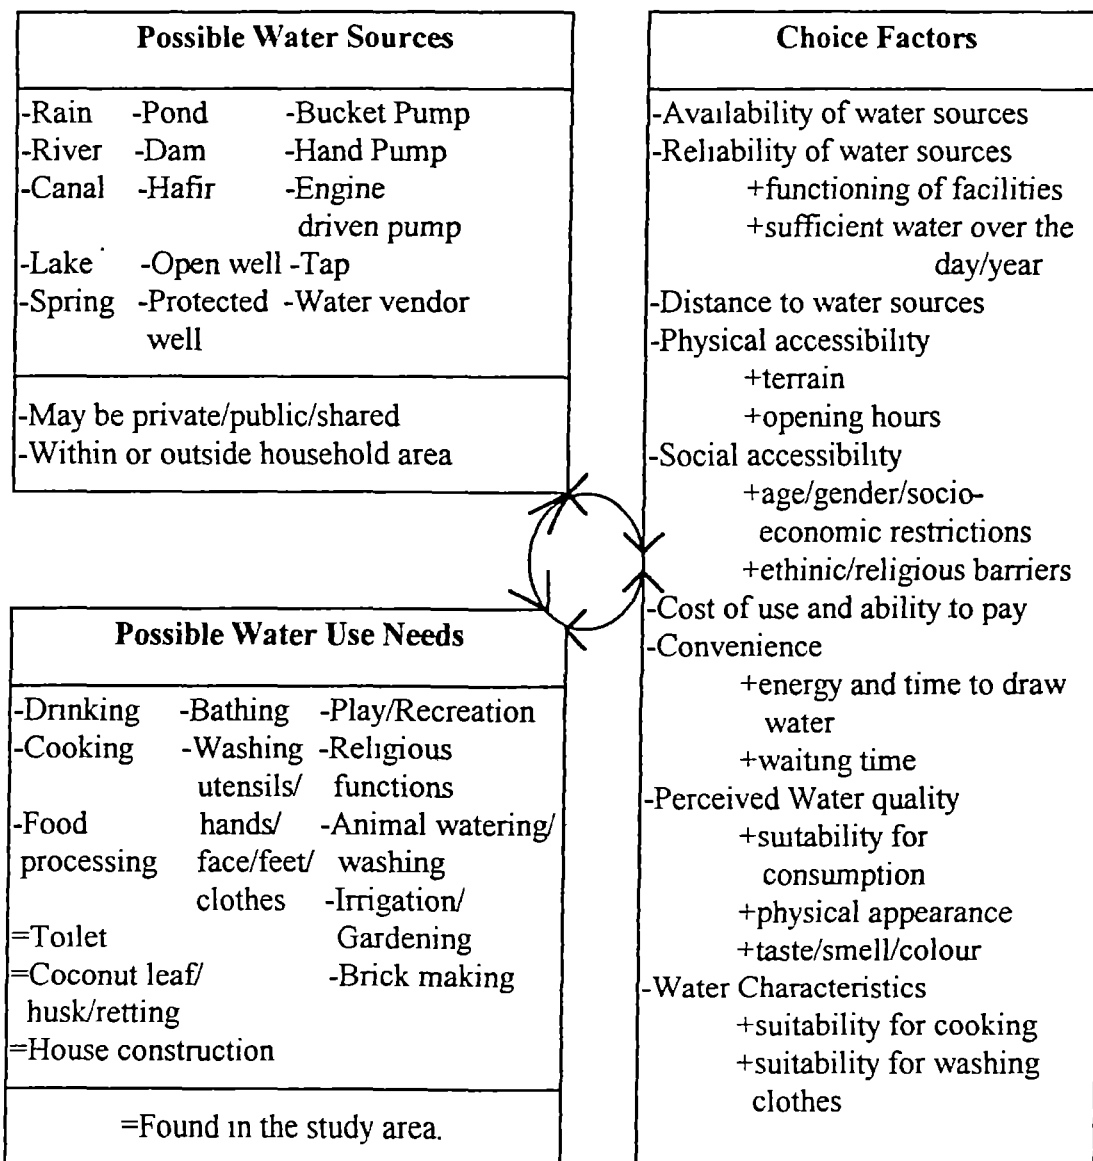 Possible Water Sources
-Rain -Pond -Bucket Pump
-River -Dam -Hand Pump
-Canal -Hafir -Engine
driven pump
-Lake -Open well -Tap
-Spring -Protected -Water vendor
well
-May be private/public/shared
-Within or outside household area
Possible Water Use Needs
-Drinking -Bathing -Play/Recreation
-Cooking -Washing -Religious
utensils/ functions
-Food hands/ -Animal watering/
processing face/feet/ washing
clothes -Irrigation/
=Toilet Gardening
=Coconut leaf/ -Brick making
husk/retting
=House construction
=Found in the study area.
Choice Factors
-Availability of water sources
-Reliability of water sources
+functioning of facilities
+sufficient water over the
day/year
-Distance to water sources
-Physical accessibility
+terrain
+opening hours
-Social accessibility
+age/gender/socio-
economic restrictions
+ethinic/religious barriers
-Cost of use and ability to pay
-Convenience
+energy and time to draw
water
+waiting time
-Perceived Water quality
+suitability for
consumption
+physical appearance
+taste/smell/colour
-Water Characteristics
+suitability for cooking
+suitability for washing
clothes